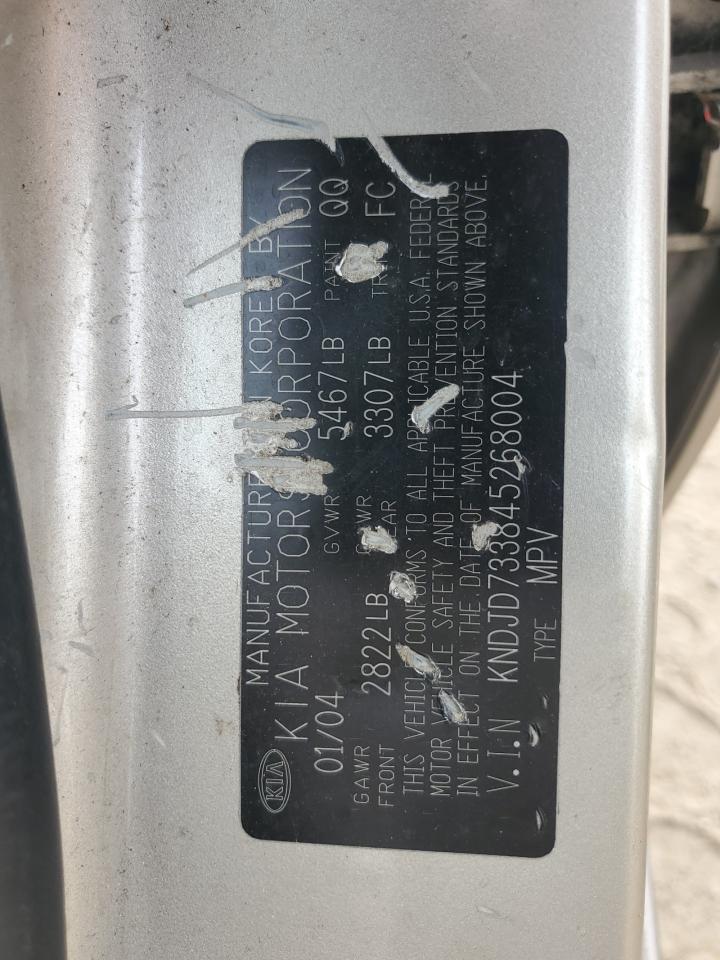 KIA
MANUFACTURED IN KOREA BY
KIA MOTORS CORPORATION
01/04 GVWR 5467LB PAINT QQ
GAWR FRONT 2822LB GAWR REAR 3307LB TRIM FC
THIS VEHICLE CONFORMS TO ALL APPLICABLE U.S.A. FEDERAL
MOTOR VEHICLE SAFETY AND THEFT PREVENTION STANDARDS
IN EFFECT ON THE DATE OF MANUFACTURE SHOWN ABOVE.
V.I.N KNDJD733845268004
TYPE MPV